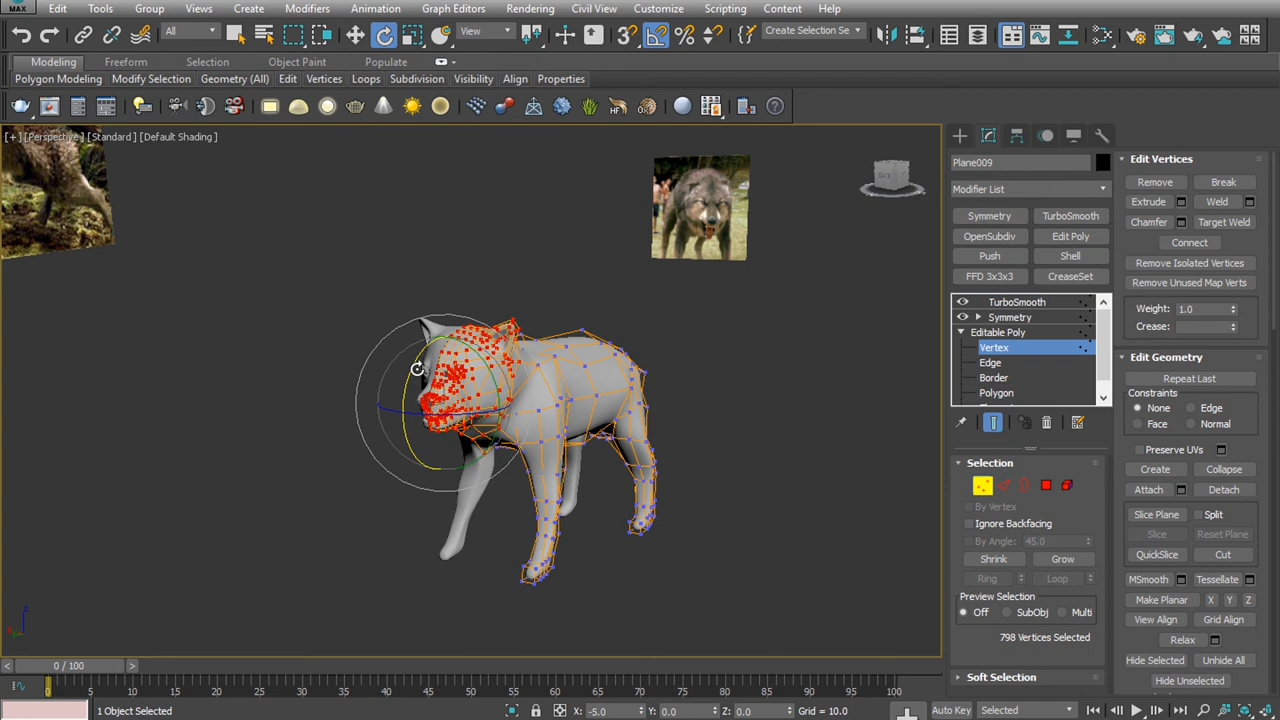 MAX
Edit Tools Group Views Create Modifiers Animation Graph Editors Rendering Civil View Customize Scripting Content Help
All View Create Selection Se
Modeling Freeform Selection Object Paint Populate
Polygon Modeling Modify Selection Geometry (All) Edit Vertices Loops Subdivision Visibility Align Properties
[+] [Perspective] [Standard] [Default Shading]
Plane009
Modifier List
Symmetry TurboSmooth
OpenSubdiv Edit Poly
Push Shell
FFD 3x3x3 CreaseSet
TurboSmooth
Symmetry
Editable Poly
Vertex
Edge
Border
Polygon
Selection
By Vertex
Ignore Backfacing
By Angle: 45.0
Shrink Grow
Ring Loop
Preview Selection
Off SubObj Multi
798 Vertices Selected
Soft Selection
Edit Vertices
Remove Break
Extrude Weld
Chamfer Target Weld
Connect
Remove Isolated Vertices
Remove Unused Map Verts
Weight: 1.0
Crease:
Edit Geometry
Repeat Last
Constraints
None Edge
Face Normal
Preserve UVs
Create Collapse
Attach Detach
Slice Plane Split
Slice Reset Plane
QuickSlice Cut
MSmooth Tessellate
Make Planar X Y Z
View Align Grid Align
Relax
Hide Selected Unhide All
Hide Unselected
< 0 / 100 >
0 5 10 15 20 25 30 35 40 45 50 55 60 65 70 75 80 85 90 95 100
1 Object Selected X: -5.0 Y: 0.0 Z: 0.0 Grid = 10.0 Auto Key Selected